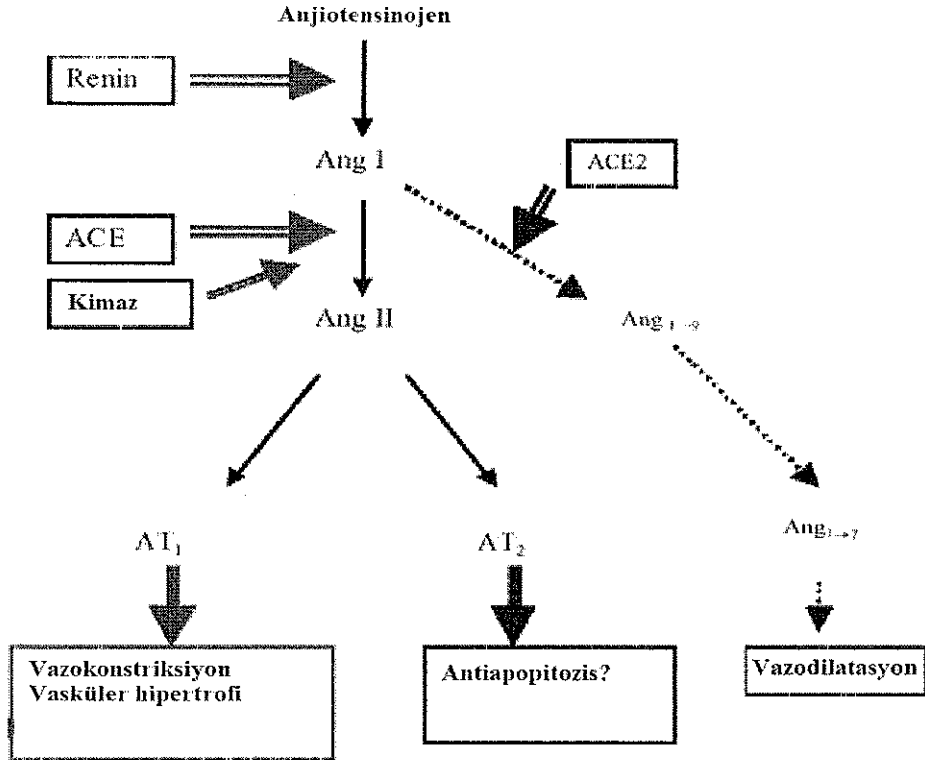 Anjiotensinojen
Renin
Ang I
ACE2
ACE
Kimaz
Ang II
Ang 1→9
AT1
AT2
Ang1→7
Vazokonstriksiyon
Vasküler hipertrofi
Antiapopitozis?
Vazodilatasyon